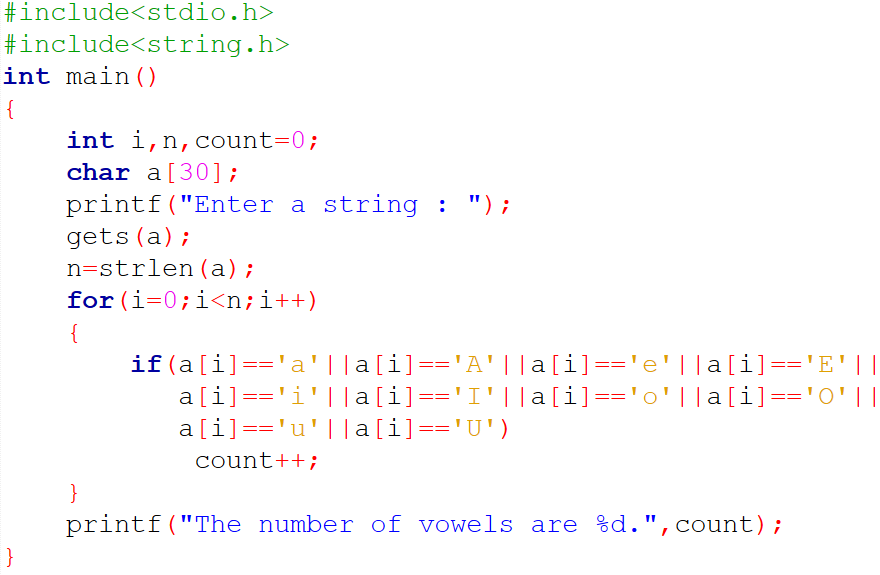 #include<stdio.h>
#include<string.h>
int main()
{
    int i,n,count=0;
    char a[30];
    printf("Enter a string : ");
    gets(a);
    n=strlen(a);
    for(i=0;i<n;i++)
    {
        if(a[i]=='a'||a[i]=='A'||a[i]=='e'||a[i]=='E'||
           a[i]=='i'||a[i]=='I'||a[i]=='o'||a[i]=='O'||
           a[i]=='u'||a[i]=='U')
            count++;
    }
    printf("The number of vowels are %d.",count);
}